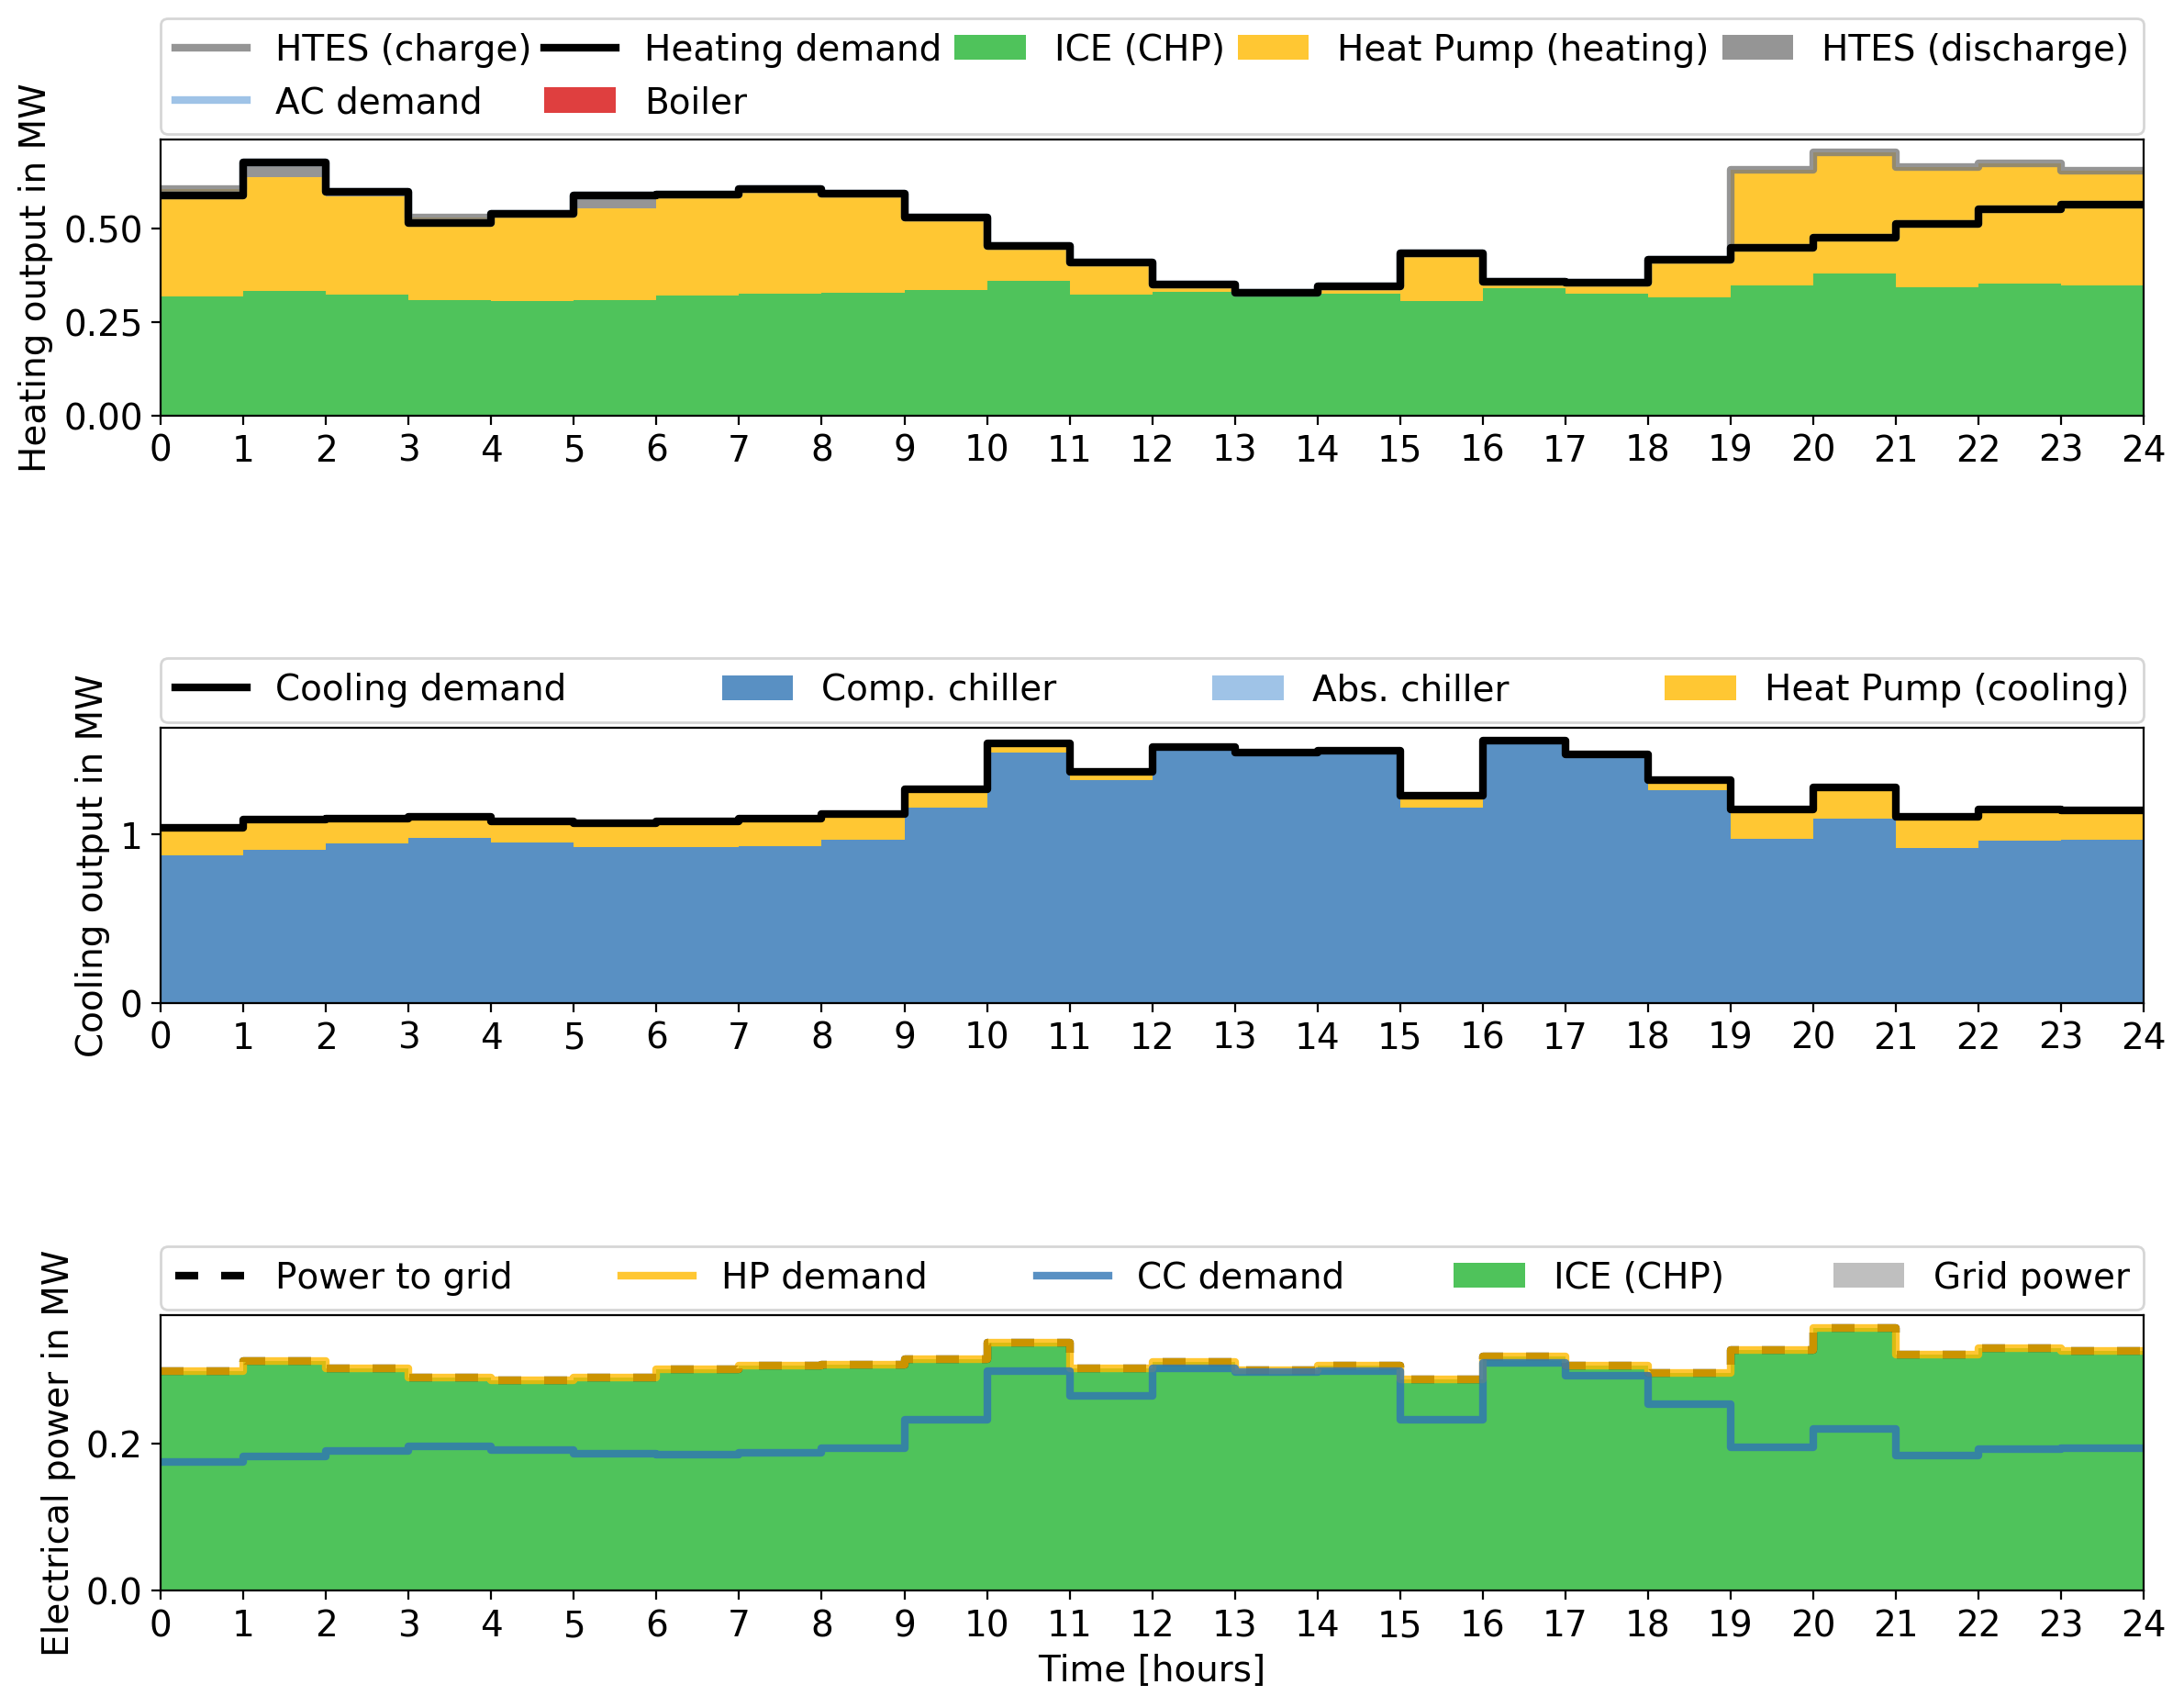 HTES (charge) Heating demand ICE (CHP) Heat Pump (heating) HTES (discharge)
AC demand Boiler
Heating output in MW
0.50
0.25
0.00
0 1 2 3 4 5 6 7 8 9 10 11 12 13 14 15 16 17 18 19 20 21 22 23 24
Cooling demand Comp. chiller Abs. chiller Heat Pump (cooling)
Cooling output in MW
1
0
0 1 2 3 4 5 6 7 8 9 10 11 12 13 14 15 16 17 18 19 20 21 22 23 24
Power to grid HP demand CC demand ICE (CHP) Grid power
Electrical power in MW
0.2
0.0
0 1 2 3 4 5 6 7 8 9 10 11 12 13 14 15 16 17 18 19 20 21 22 23 24
Time [hours]